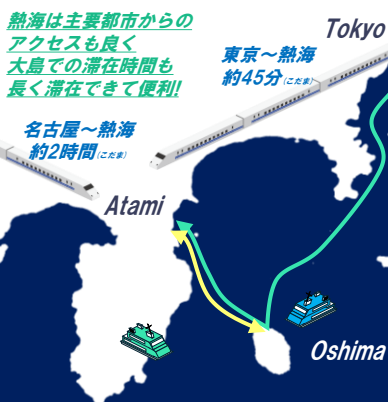 熱海は主要都市からの
アクセスも良く
大島での滞在時間も
長く滞在できて便利!
Tokyo
東京～熱海
約45分(こだま)
名古屋～熱海
約2時間(こだま)
Atami
Oshima